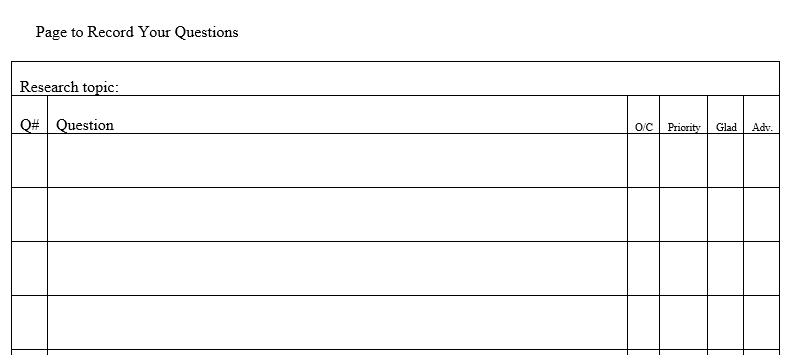 Page to Record Your Questions
Research topic:
Q# Question O/C Priority Glad Adv.